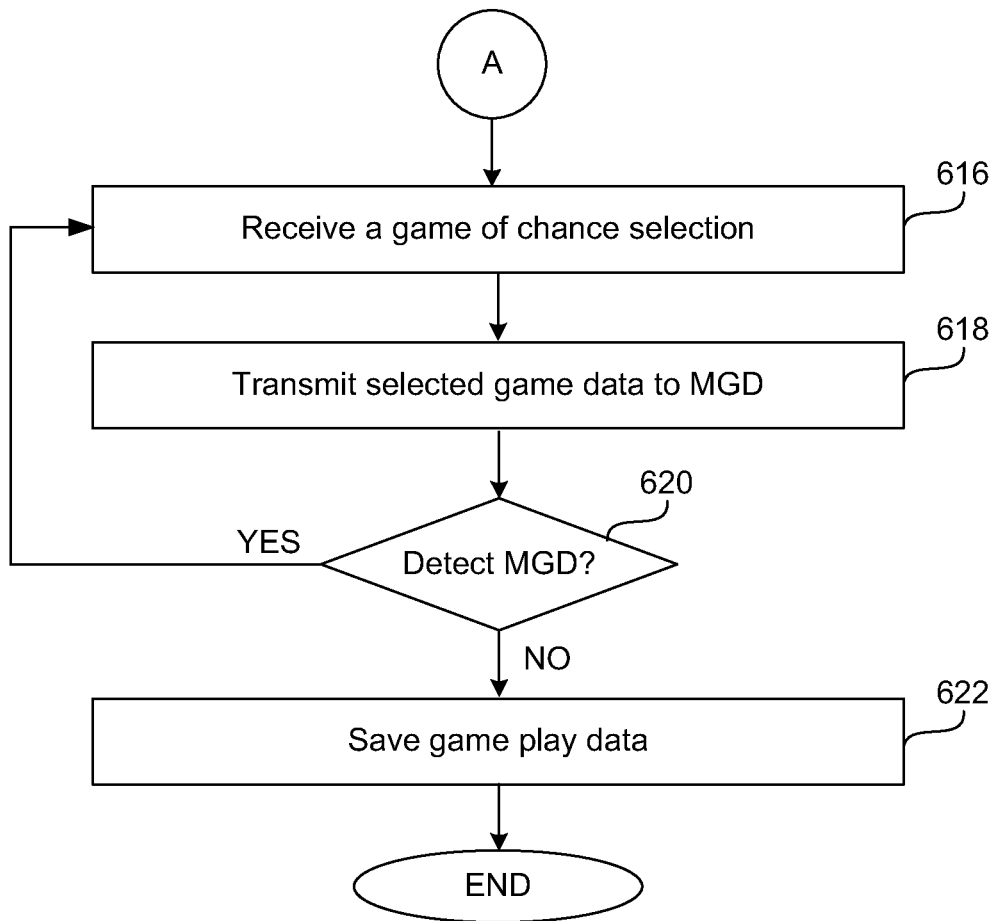 A
616
Receive a game of chance selection
618
Transmit selected game data to MGD
620
YES
Detect MGD?
NO
622
Save game play data
END